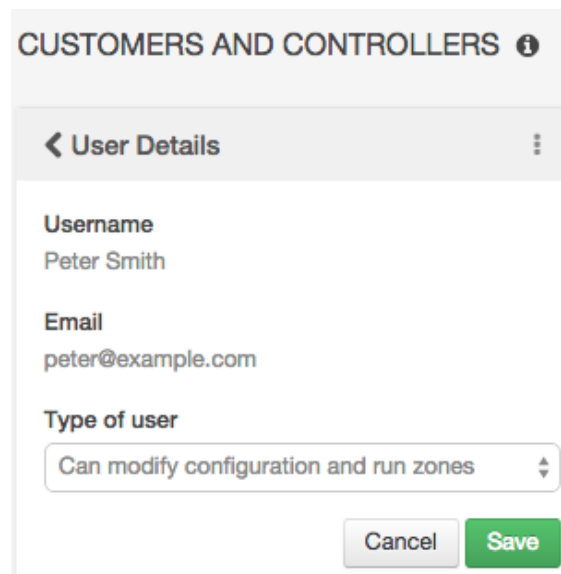 CUSTOMERS AND CONTROLLERS
User Details
Username
Peter Smith
Email
peter@example.com
Type of user
Can modify configuration and run zones
Cancel Save